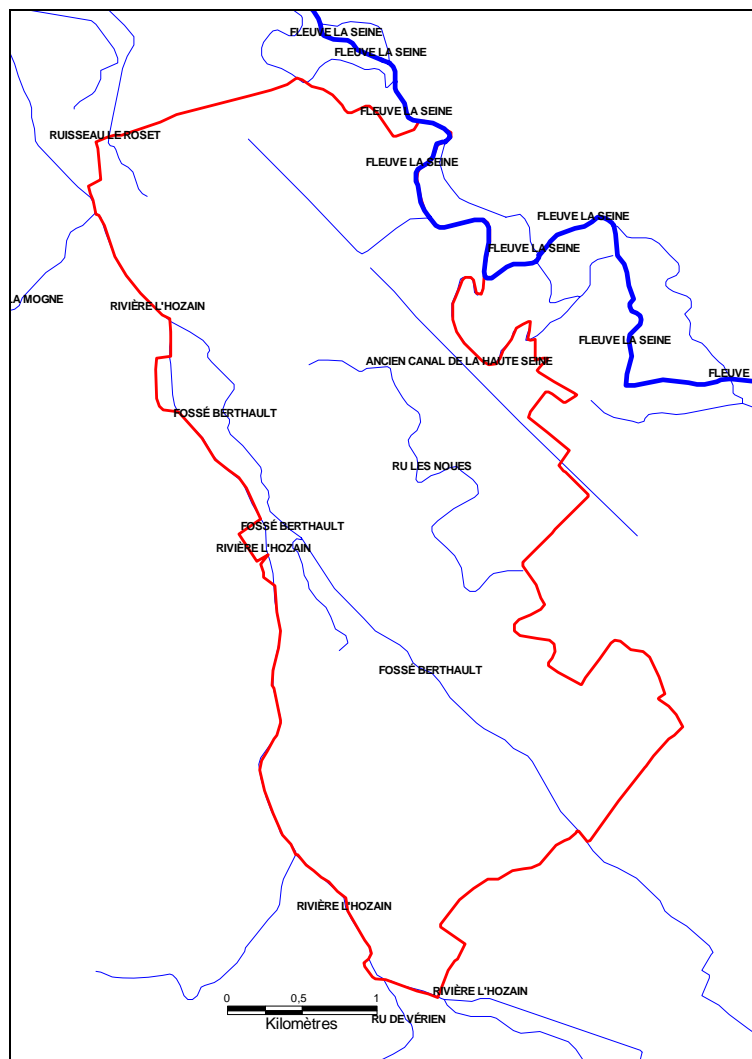 FLEUVE LA SEINE
FLEUVE LA SEINE
FLEUVE LA SEINE
RUISSEAU LE ROSET
FLEUVE LA SEINE
FLEUVE LA SEINE
FLEUVE LA SEINE
LA MOGNE
RIVIÈRE L'HOZAIN
FLEUVE LA SEINE
ANCIEN CANAL DE LA HAUTE SEINE
FLEUVE
FOSSÉ BERTHAULT
RU LES NOUES
FOSSÉ BERTHAULT
RIVIÈRE L'HOZAIN
FOSSÉ BERTHAULT
RIVIÈRE L'HOZAIN
RIVIÈRE L'HOZAIN
0 0,5 1
Kilomètres
RU DE VÉRIEN